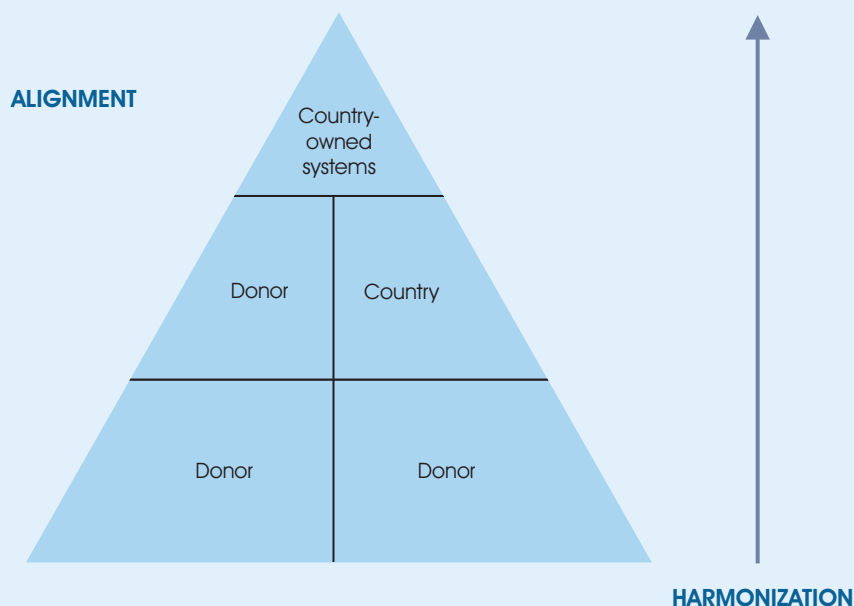 ALIGNMENT
Country-
owned
systems
Donor
Country
Donor
Donor
HARMONIZATION